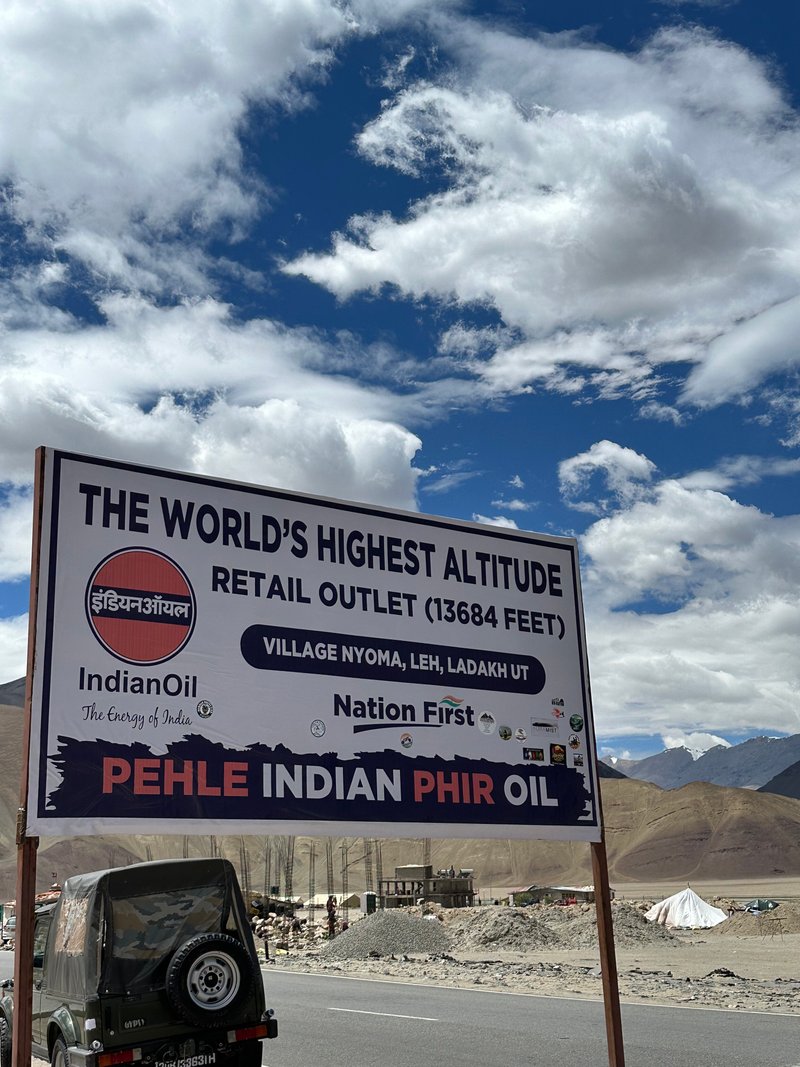 THE WORLD'S HIGHEST ALTITUDE
RETAIL OUTLET (13684 FEET)
इंडियनऑयल
VILLAGE NYOMA, LEH, LADAKH UT
IndianOil
The Energy of India
Nation First
PEHLE INDIAN PHIR OIL